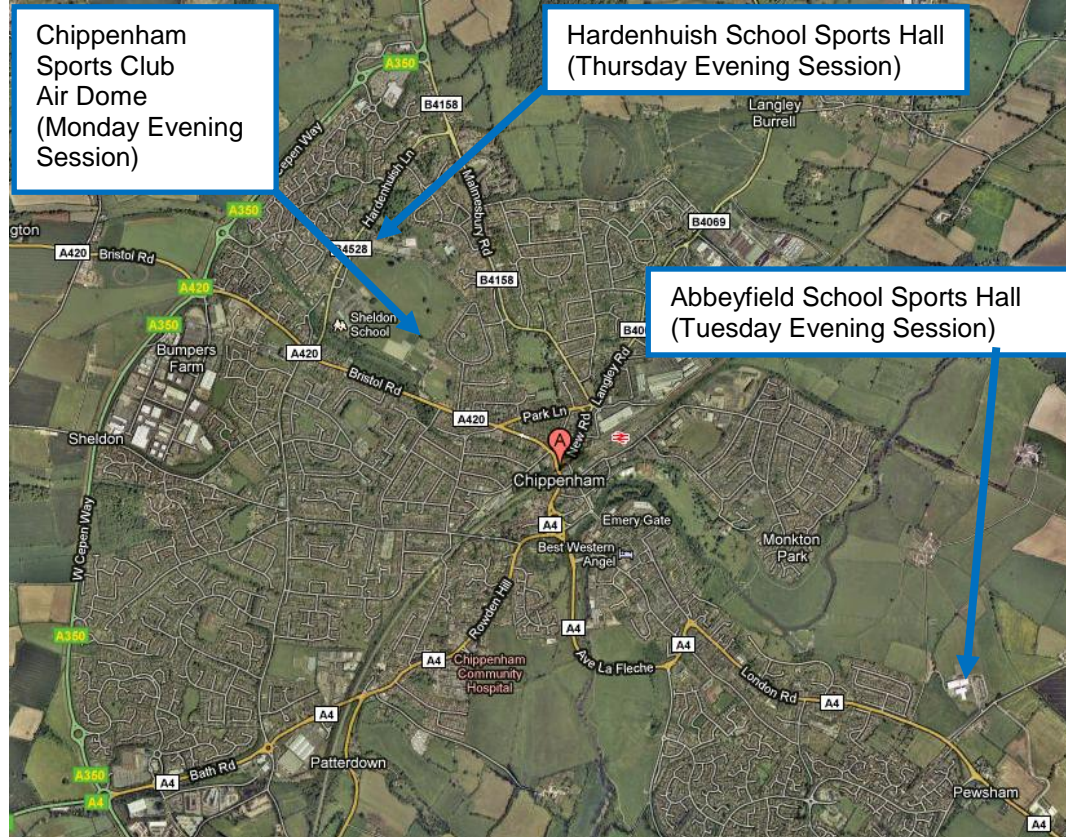 Chippenham
Sports Club
Air Dome
(Monday Evening
Session)
Hardenhuish School Sports Hall
(Thursday Evening Session)
Abbeyfield School Sports Hall
(Tuesday Evening Session)
A350
B4158
Langley
Burrell
Cepen Way
Hardenhuish Ln
Malmesbury Rd
A350
B4069
gton
A420
Bristol Rd
B4528
A420
B4158
A350
Sheldon
School
Bumpers
Farm
A420
Bristol Rd
Langley Rd
A420
Park Ln
New Rd
Sheldon
A
Chippenham
W Cepen Way
A4
Emery Gate
Best Western
Angel
Monkton
Park
Rowden Hill
A350
A4
A4
Ave La Fleche
A4
Chippenham
Community
Hospital
London Rd
A4
A4
Patterdown
Bath Rd
A350
A4
A4
Pewsham
A4